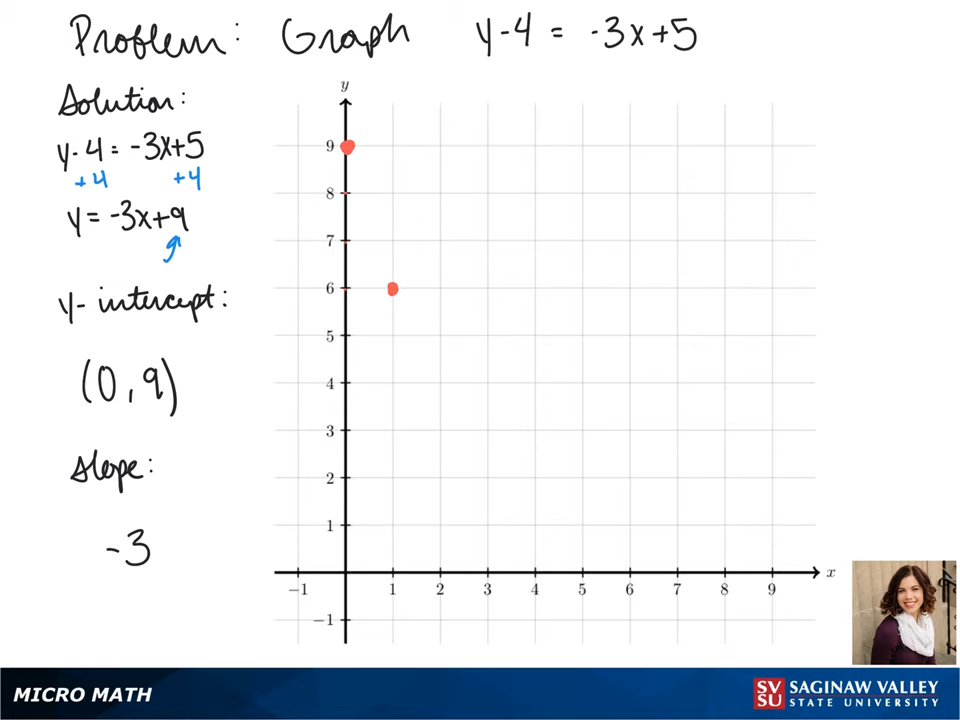 Problem: Graph y-4 = -3x+5
Solution:
y-4 = -3x+5
+4 +4
y = -3x+9
y-intercept:
(0, 9)
slope:
-3
y
9
8
7
6
5
4
3
2
1
-1 1 2 3 4 5 6 7 8 9 x
-1
MICRO MATH
SVSU SAGINAW VALLEY
STATE UNIVERSITY